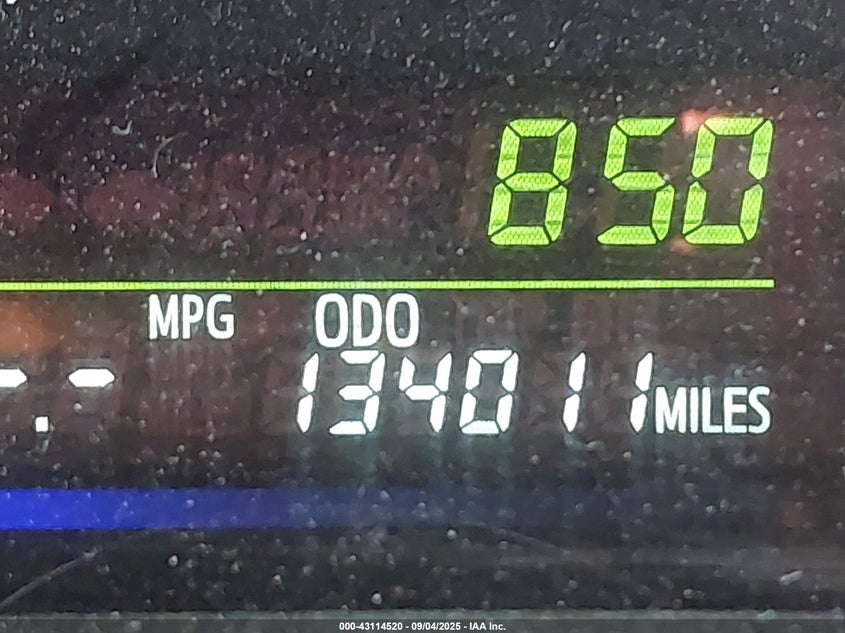 850
MPG ODO
-.- 134011 MILES
000-43114520 - 09/04/2025 - IAA Inc.